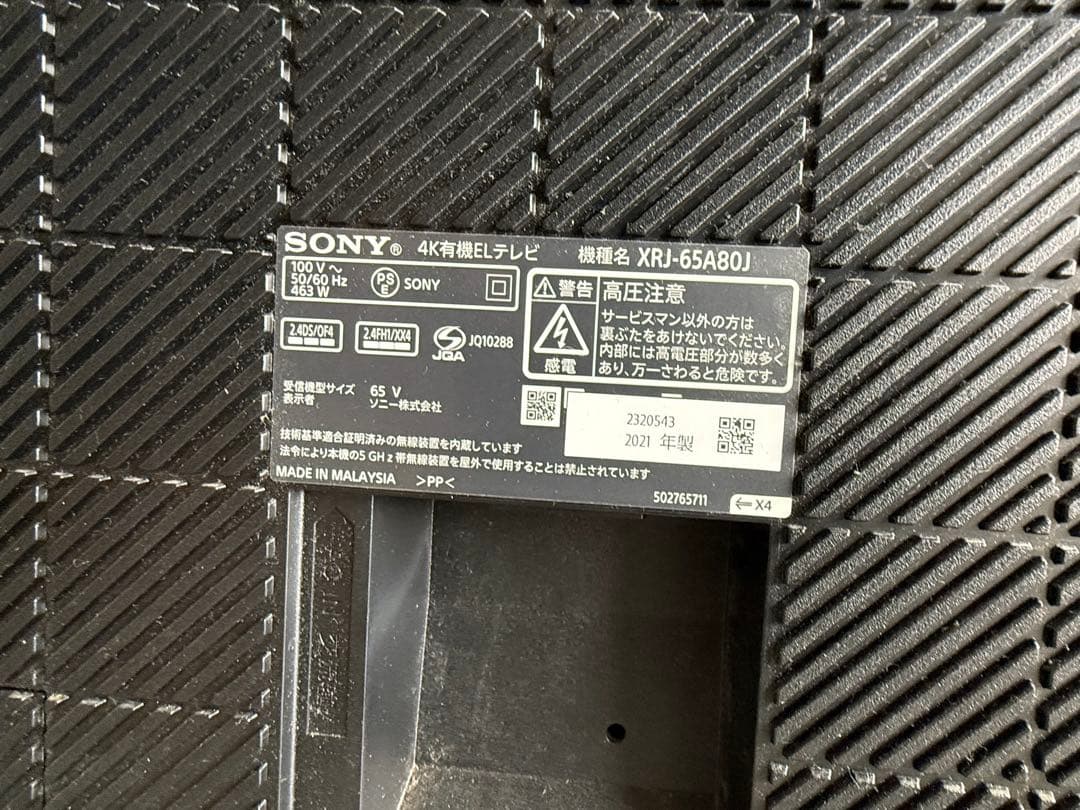 SONY® 4K有機ELテレビ 機種名 XRJ-65A80J
100 V～
50/60 Hz
463 W
PS
E
SONY
警告
感電
高圧注意
サービスマン以外の方は
裏ぶたをあけないでください。
内部には高電圧部分が数多く
あり、万一さわると危険です。
2.4DS/OF4
2.4FH1/XX4
JQA
JQ10288
受信機型サイズ 65 V
表示者 ソニー株式会社
2320543
2021 年製
技術基準適合証明済みの無線装置を内蔵しています
法令により本機の5 GHz帯無線装置を屋外で使用することは禁止されています
MADE IN MALAYSIA >PP<
502765711
X4